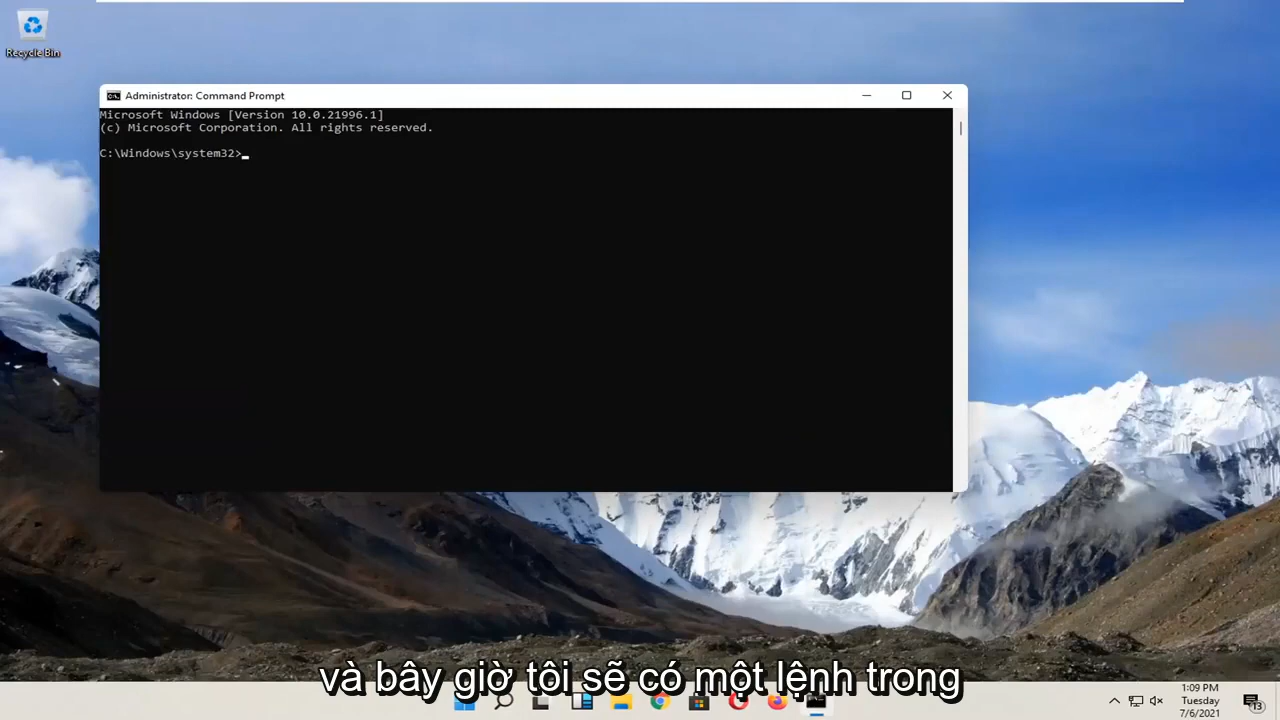 Recycle Bin
Administrator: Command Prompt
Microsoft Windows [Version 10.0.21996.1]
(c) Microsoft Corporation. All rights reserved.
C:\Windows\system32>
và bây giờ tôi sẽ có một lệnh trong
1:09 PM
Tuesday
7/6/2021
13